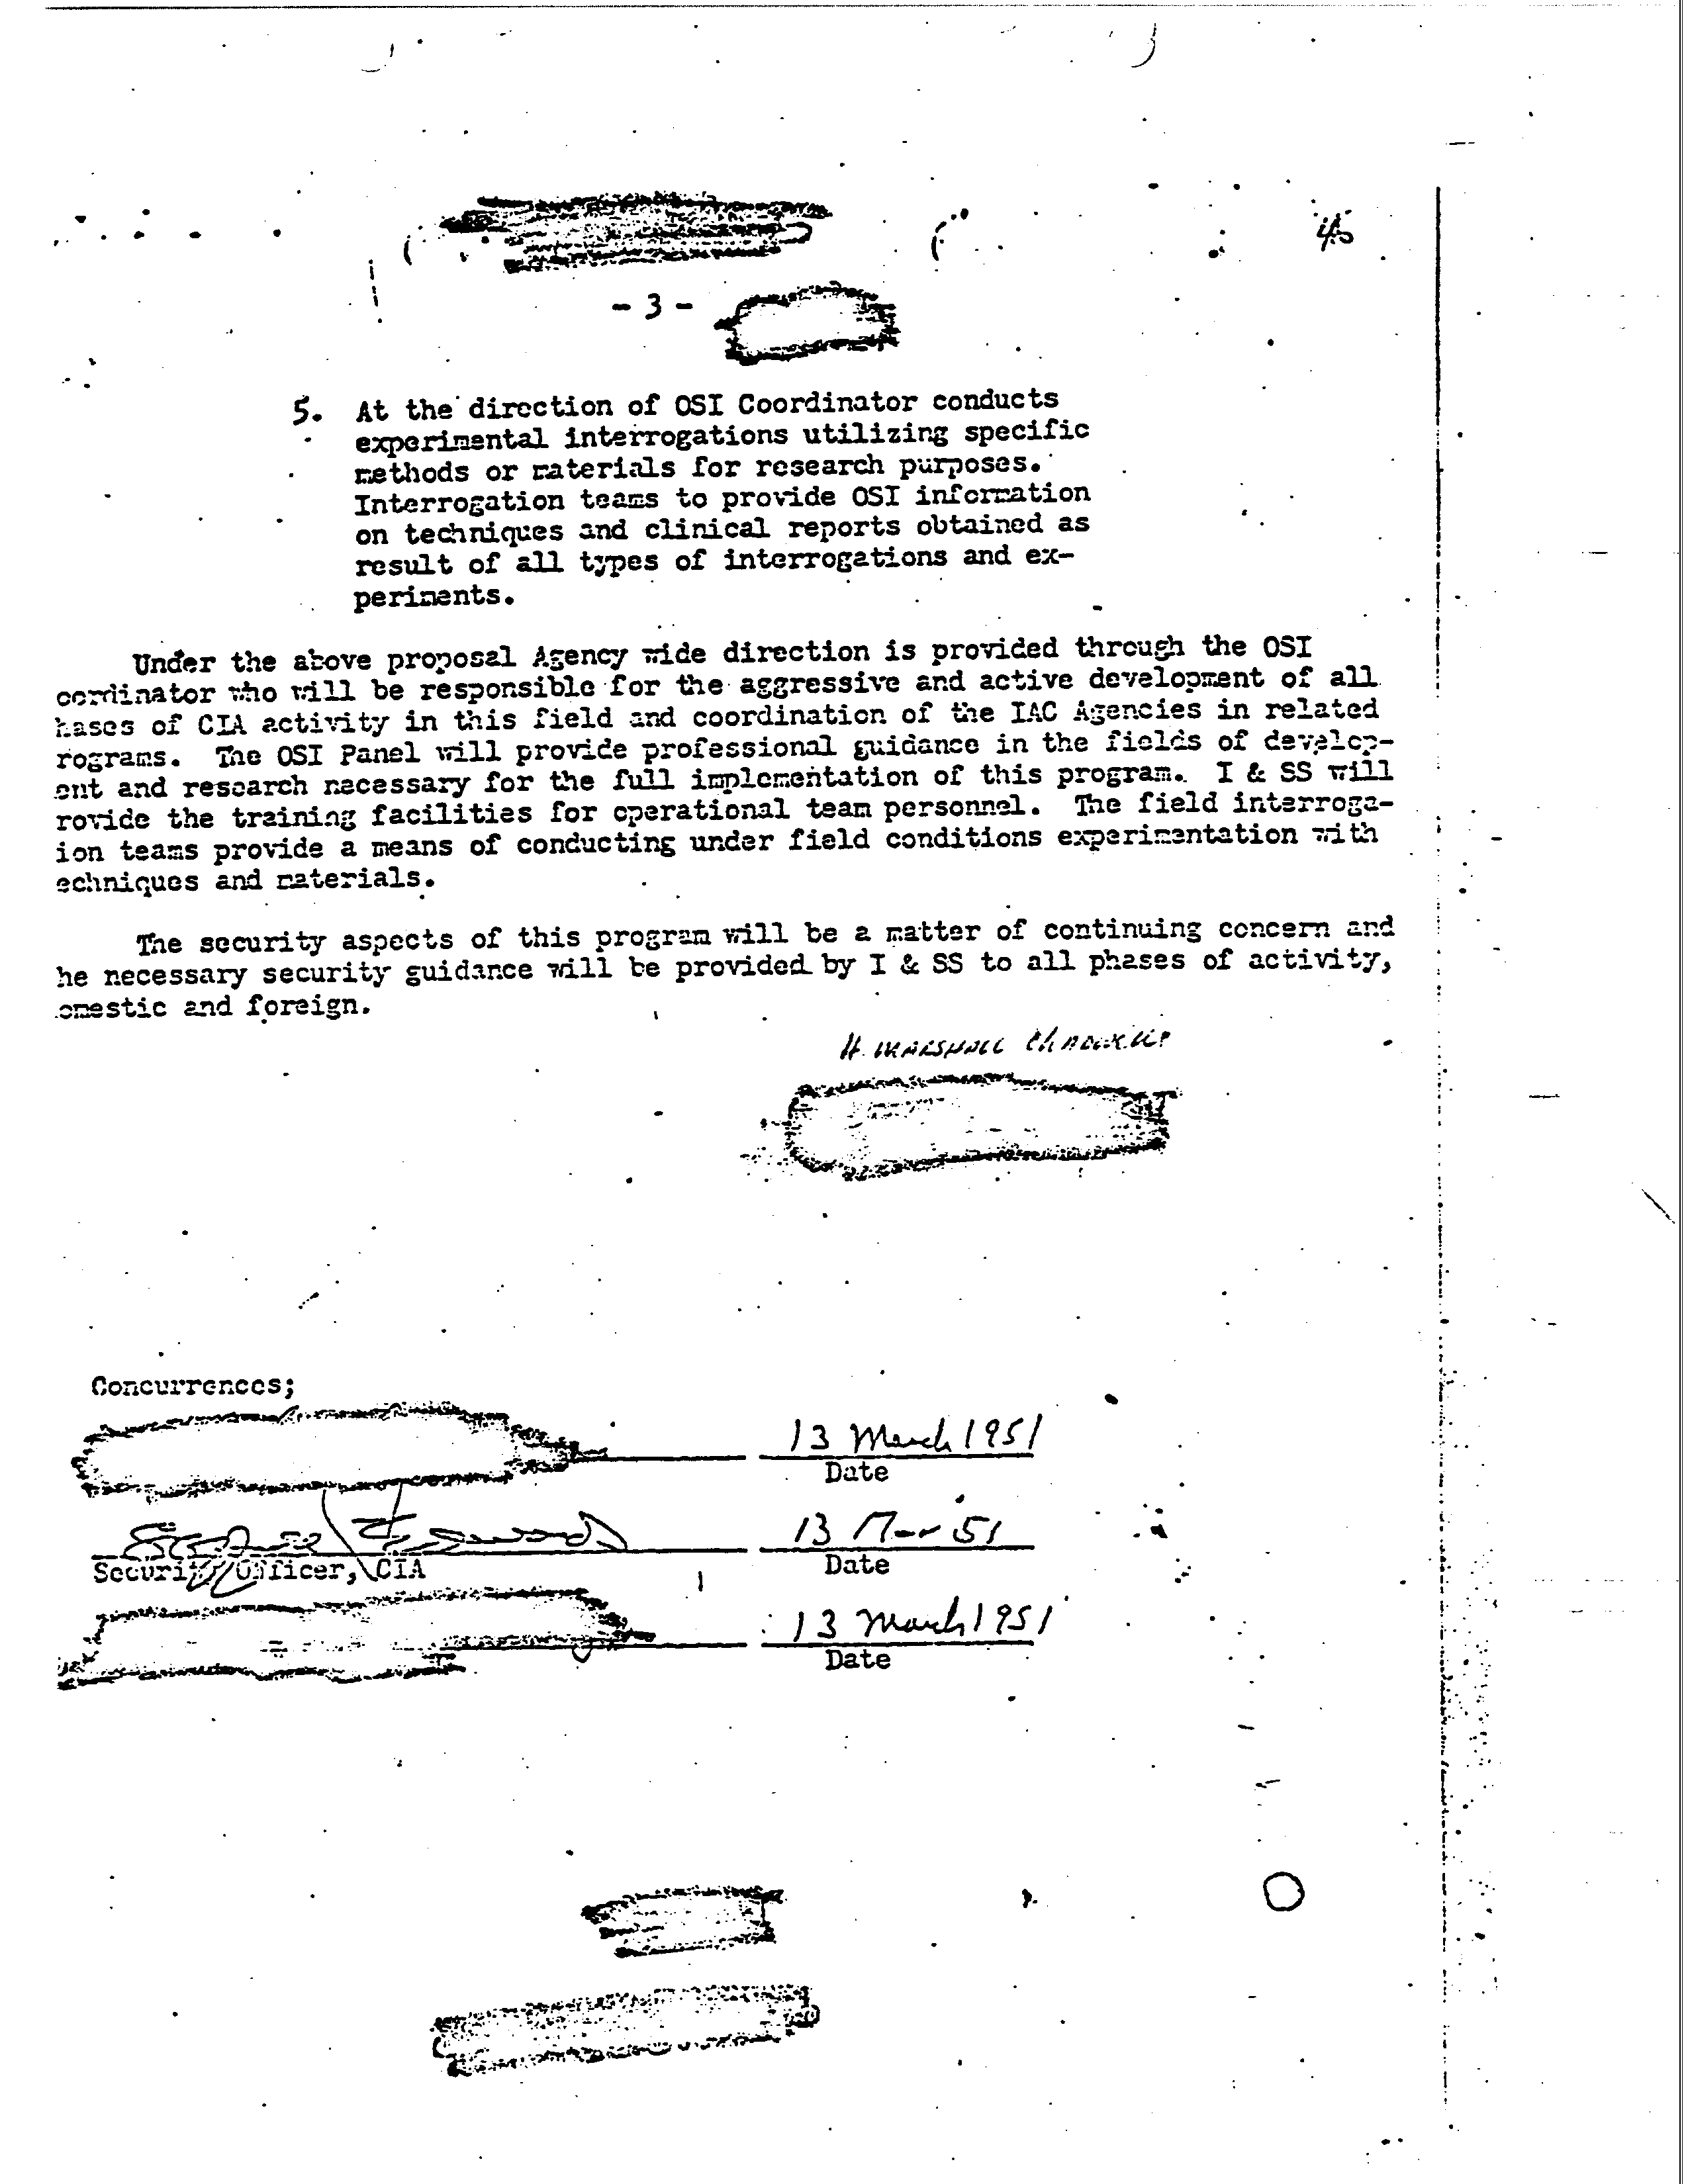 45
- 3 -
5. At the direction of OSI Coordinator conducts
experimental interrogations utilizing specific
methods or materials for research purposes.
Interrogation teams to provide OSI information
on techniques and clinical reports obtained as
result of all types of interrogations and ex-
periments.
Under the above proposal Agency wide direction is provided through the OSI
oordinator who will be responsible for the aggressive and active development of all
hases of CIA activity in this field and coordination of the IAC Agencies in related
rograms. The OSI Panel will provide professional guidance in the fields of develop-
ent and research necessary for the full implementation of this program. I & SS will
rovide the training facilities for operational team personnel. The field interroga-
ion teams provide a means of conducting under field conditions experimentation with
echniques and materials.
The security aspects of this program will be a matter of continuing concern and
he necessary security guidance will be provided by I & SS to all phases of activity,
omestic and foreign.
H. MARSHALL
Concurrences;
13 March 1951
Date
13 Mar 51
Security Officer, CIA
Date
13 March 1951
Date